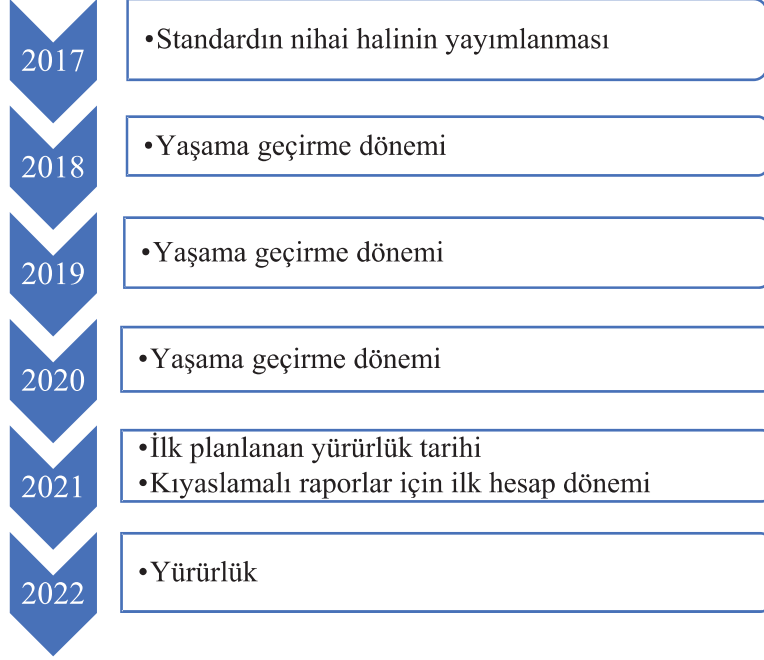 2017
•Standardın nihai halinin yayımlanması
2018
•Yaşama geçirme dönemi
2019
•Yaşama geçirme dönemi
2020
•Yaşama geçirme dönemi
2021
•İlk planlanan yürürlük tarihi
•Kıyaslamalı raporlar için ilk hesap dönemi
2022
•Yürürlük